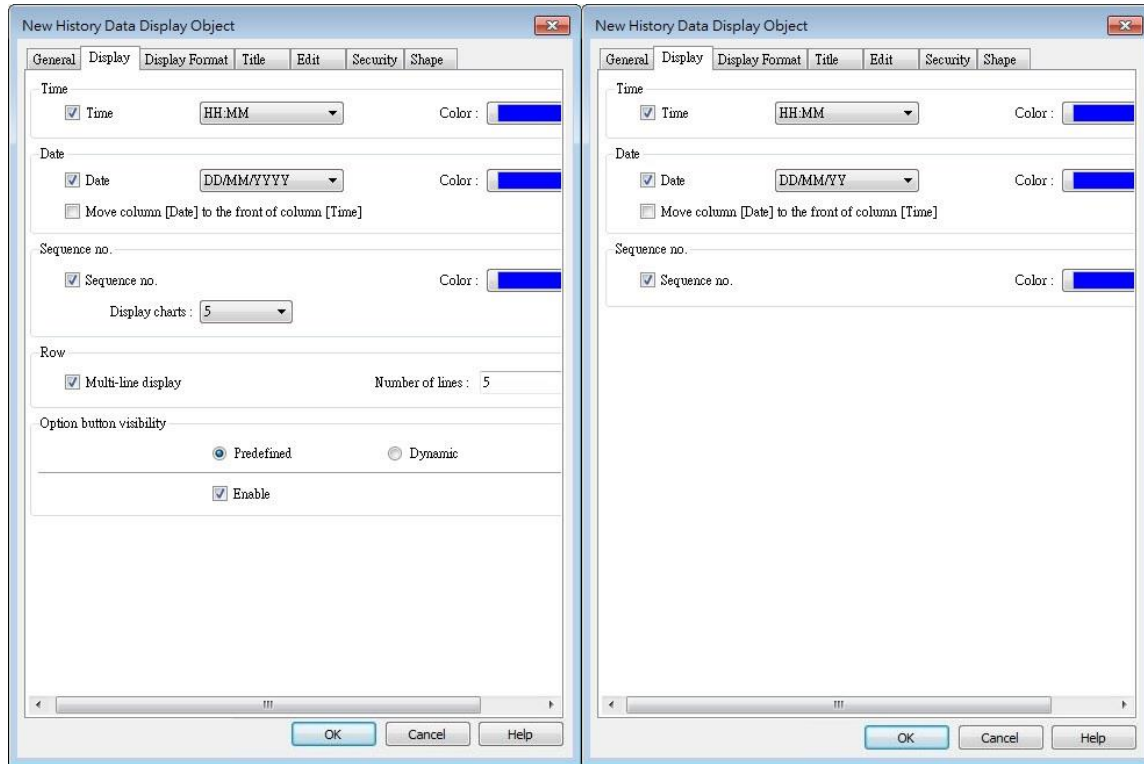 New History Data Display Object
General Display Display Format Title Edit Security Shape
Time
Time HH:MM Color :
Date
Date DD/MM/YYYY Color :
Move column [Date] to the front of column [Time]
Sequence no.
Sequence no. Color :
Display charts : 5
Row
Multi-line display Number of lines : 5
Option button visibility
Predefined Dynamic
Enable
OK Cancel Help
New History Data Display Object
General Display Display Format Title Edit Security Shape
Time
Time HH:MM Color :
Date
Date DD/MM/YY Color :
Move column [Date] to the front of column [Time]
Sequence no.
Sequence no. Color :
OK Cancel Help